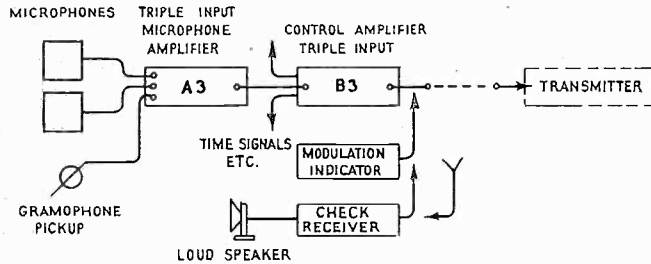 MICROPHONES
TRIPLE INPUT
MICROPHONE
AMPLIFIER
CONTROL AMPLIFIER
TRIPLE INPUT
A3
B3
TRANSMITTER
TIME SIGNALS
ETC.
MODULATION
INDICATOR
GRAMOPHONE
PICKUP
CHECK
RECEIVER
LOUD SPEAKER